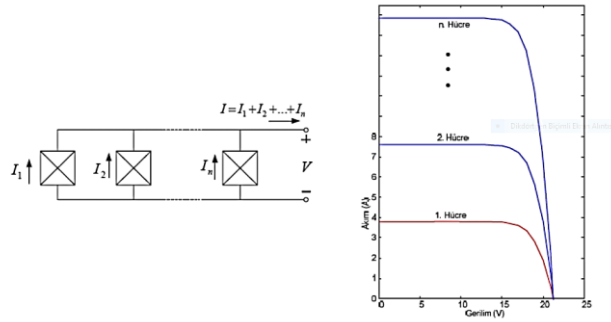 I=I₁+I₂+...+Iₙ
+
I₁
I₂
Iₙ
V
−
n. Hücre
2. Hücre
1. Hücre
Akım (A)
8
7
6
5
4
3
2
1
0
0 5 10 15 20 25
Gerilim (V)